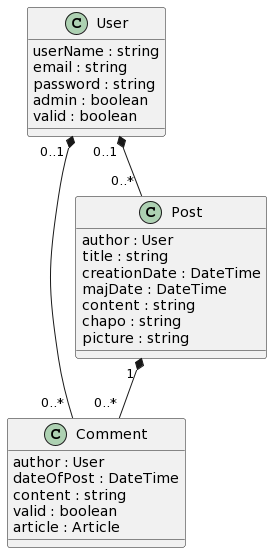 C User
userName : string
email : string
password : string
admin : boolean
valid : boolean
0..1
0..1
0..*
C Post
author : User
title : string
creationDate : DateTime
majDate : DateTime
content : string
chapo : string
picture : string
1
0..*
0..*
C Comment
author : User
dateOfPost : DateTime
content : string
valid : boolean
article : Article